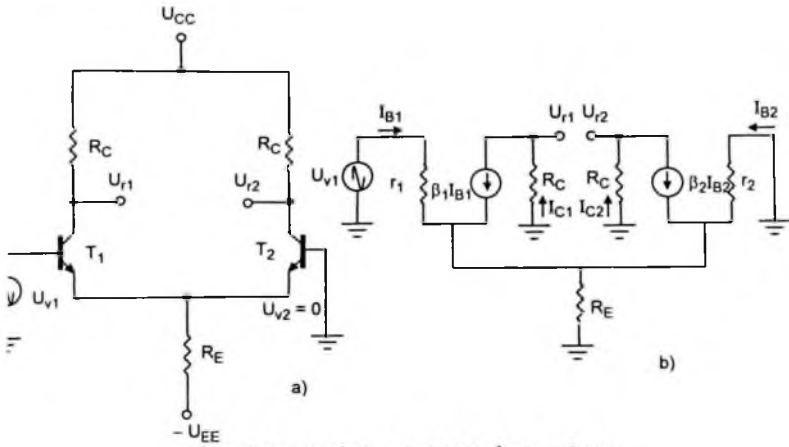 U_CC
R_C
R_C
U_r1
U_r2
T_1
T_2
U_v1
U_v2 = 0
R_E
a)
− U_EE
I_B1
U_r1 U_r2
I_B2
U_v1
r_1
β_1I_B1
R_C
R_C
β_2I_B2
r_2
I_C1
I_C2
R_E
b)